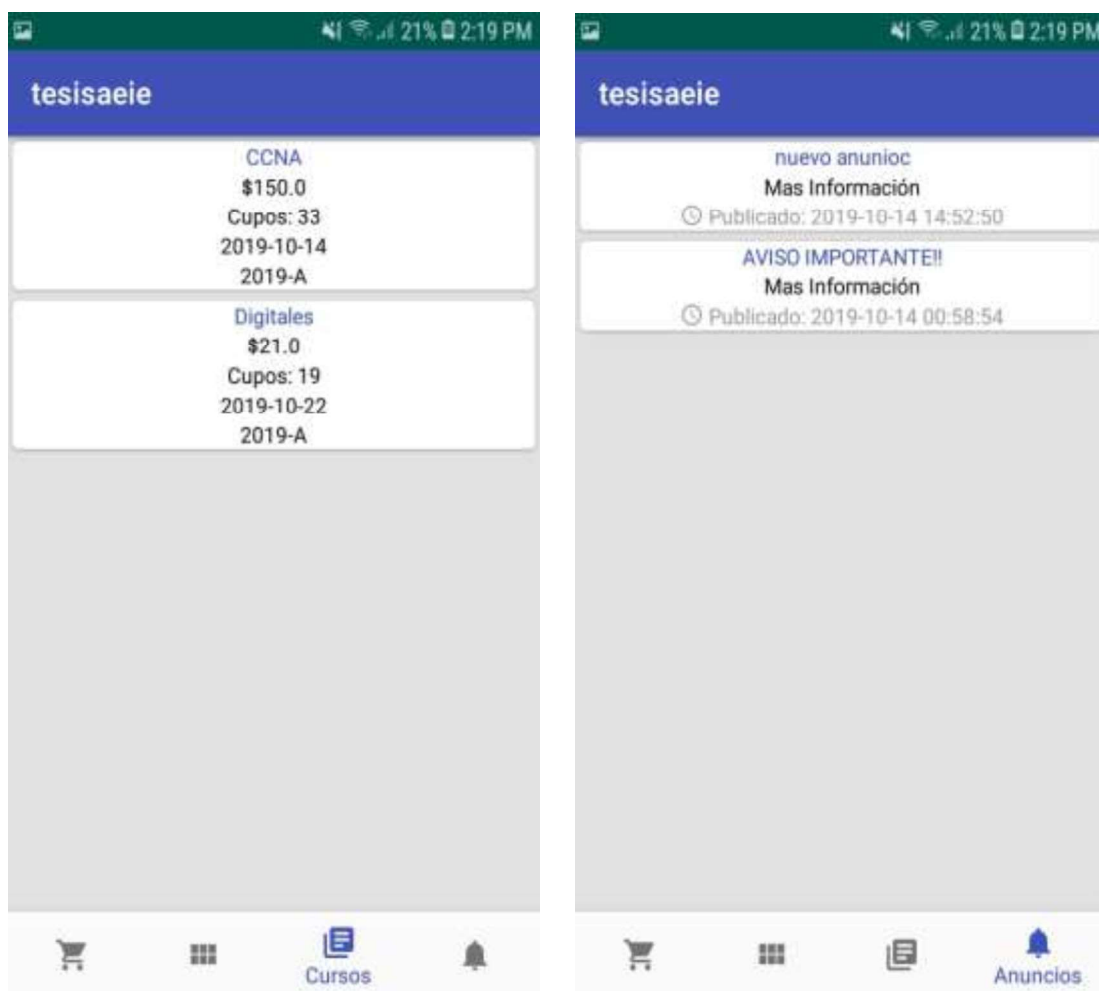 21% 2:19 PM
tesisaeie
CCNA
$150.0
Cupos: 33
2019-10-14
2019-A
Digitales
$21.0
Cupos: 19
2019-10-22
2019-A
Cursos
21% 2:19 PM
tesisaeie
nuevo anunioc
Mas Información
Publicado: 2019-10-14 14:52:50
AVISO IMPORTANTE!!
Mas Información
Publicado: 2019-10-14 00:58:54
Anuncios